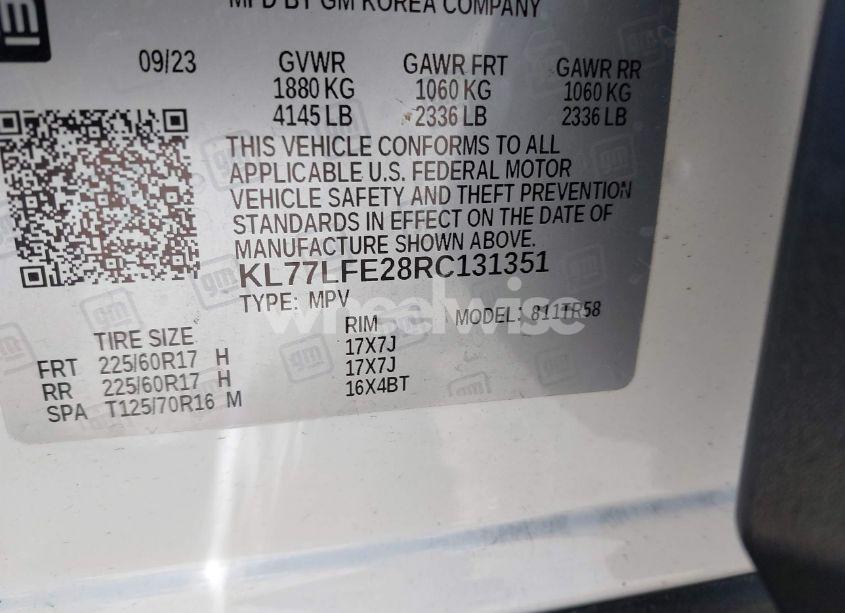 gm
MFD BY GM KOREA COMPANY
09/23 GVWR GAWR FRT GAWR RR
1880 KG 1060 KG 1060 KG
4145 LB 2336 LB 2336 LB
THIS VEHICLE CONFORMS TO ALL
APPLICABLE U.S. FEDERAL MOTOR
VEHICLE SAFETY AND THEFT PREVENTION
STANDARDS IN EFFECT ON THE DATE OF
MANUFACTURE SHOWN ABOVE.
KL77LFE28RC131351
TYPE: MPV MODEL: 811TR58
wheelwise
TIRE SIZE RIM
FRT 225/60R17 H 17X7J
RR 225/60R17 H 17X7J
SPA T125/70R16 M 16X4BT